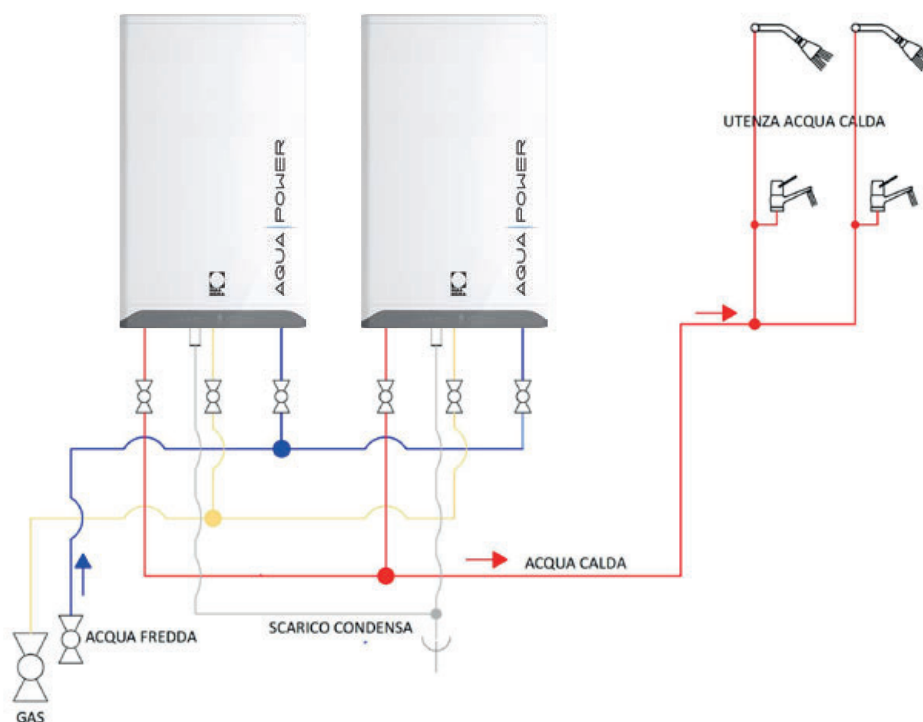 AQUA POWER
AQUA POWER
UTENZA ACQUA CALDA
ACQUA CALDA
ACQUA FREDDA
SCARICO CONDENSA
GAS